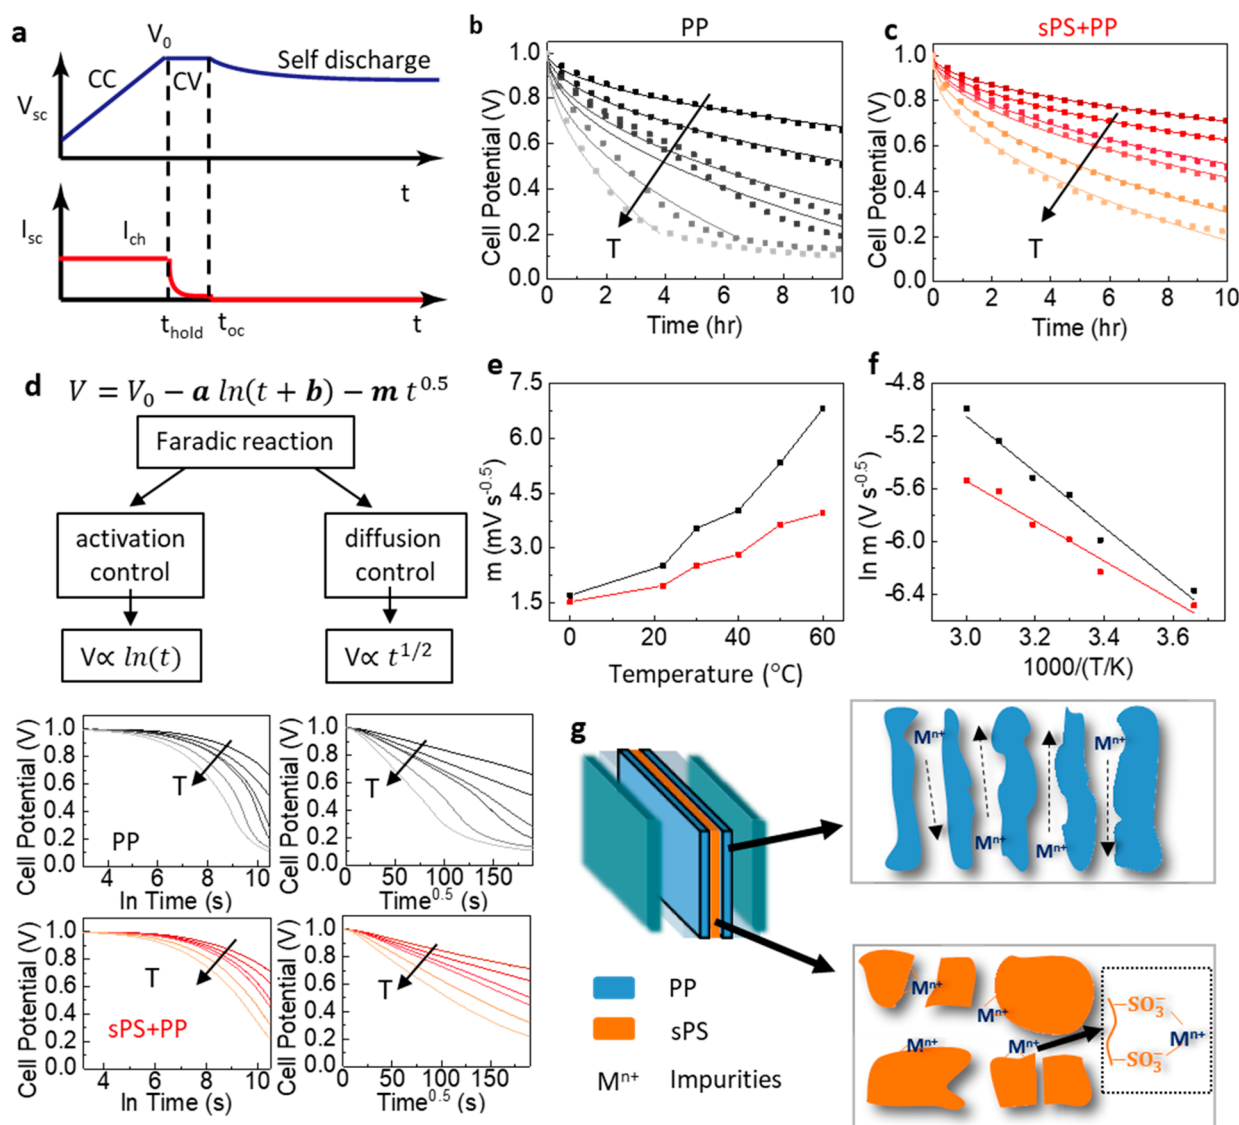 a
V₀
CC
CV
Self discharge
V_sc
t
I_sc
I_ch
t_hold
t_oc
t
b
PP
Cell Potential (V)
1.0
0.8
0.6
0.4
0.2
0.0
T
0 2 4 6 8 10
Time (hr)
c
sPS+PP
Cell Potential (V)
1.0
0.8
0.6
0.4
0.2
0.0
T
0 2 4 6 8 10
Time (hr)
d
V = V₀ − a ln(t + b) − m t^0.5
Faradic reaction
activation
control
diffusion
control
V∝ ln(t)
V∝ t^1/2
Cell Potential (V)
1.0
0.8
0.6
0.4
0.2
0.0
T
PP
4 6 8 10
ln Time (s)
Cell Potential (V)
1.0
0.8
0.6
0.4
0.2
0.0
T
0 50 100 150
Time^0.5 (s)
Cell Potential (V)
1.0
0.8
0.6
0.4
0.2
0.0
T
sPS+PP
4 6 8 10
ln Time (s)
Cell Potential (V)
1.0
0.8
0.6
0.4
0.2
0.0
T
0 50 100 150
Time^0.5 (s)
e
m (mV s^-0.5)
7.5
6.0
4.5
3.0
1.5
0 20 40 60
Temperature (°C)
f
ln m (V s^-0.5)
-4.8
-5.2
-5.6
-6.0
-6.4
3.0 3.2 3.4 3.6
1000/(T/K)
g
PP
sPS
Mⁿ⁺ Impurities
Mⁿ⁺
Mⁿ⁺
Mⁿ⁺
Mⁿ⁺
Mⁿ⁺
Mⁿ⁺
Mⁿ⁺
Mⁿ⁺
SO₃⁻
Mⁿ⁺
SO₃⁻